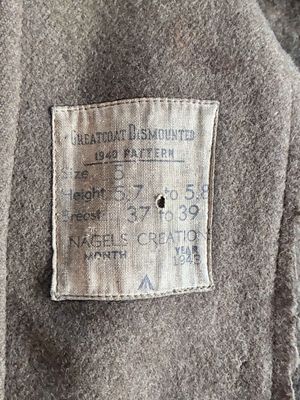 GREATCOAT DISMOUNTED
1940 PATTERN
Size 5
Height 5.7 to 5.8
Breast 37 to 39
NAGELS CREATION
MONTH YEAR